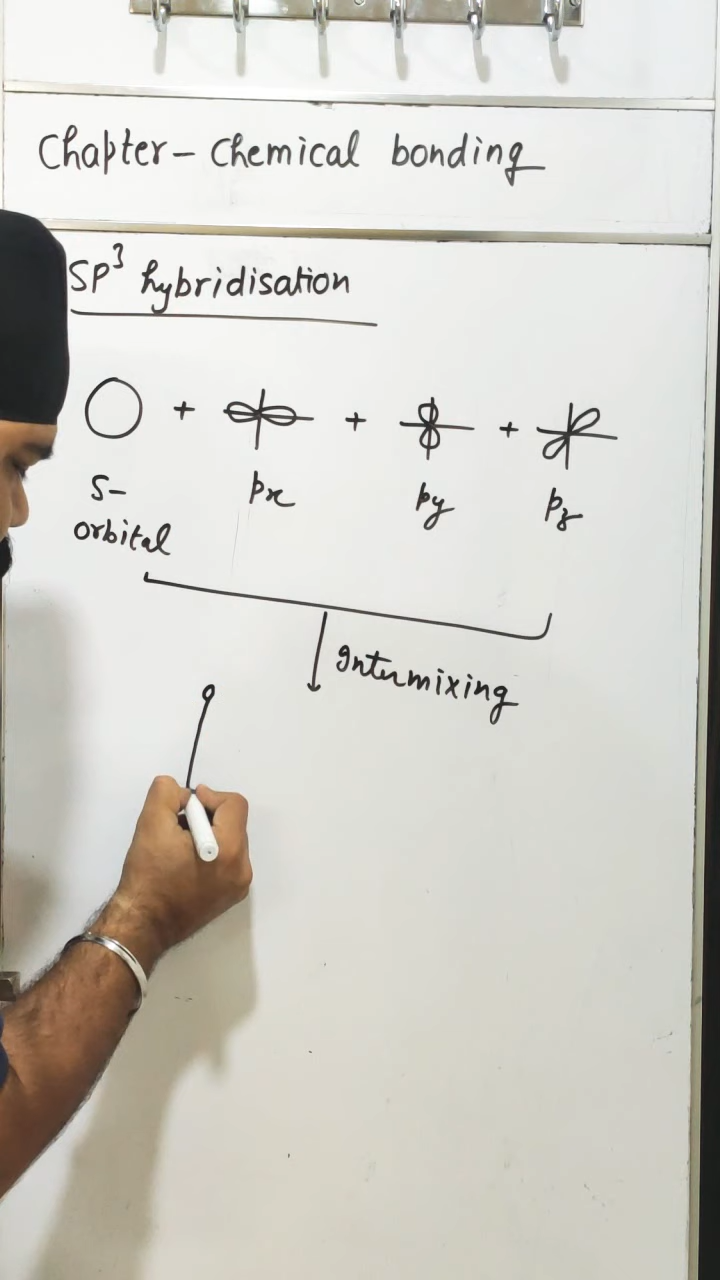 Chapter - Chemical bonding
SP³ hybridisation
+ + +
s- px py pz
orbital
Intermixing